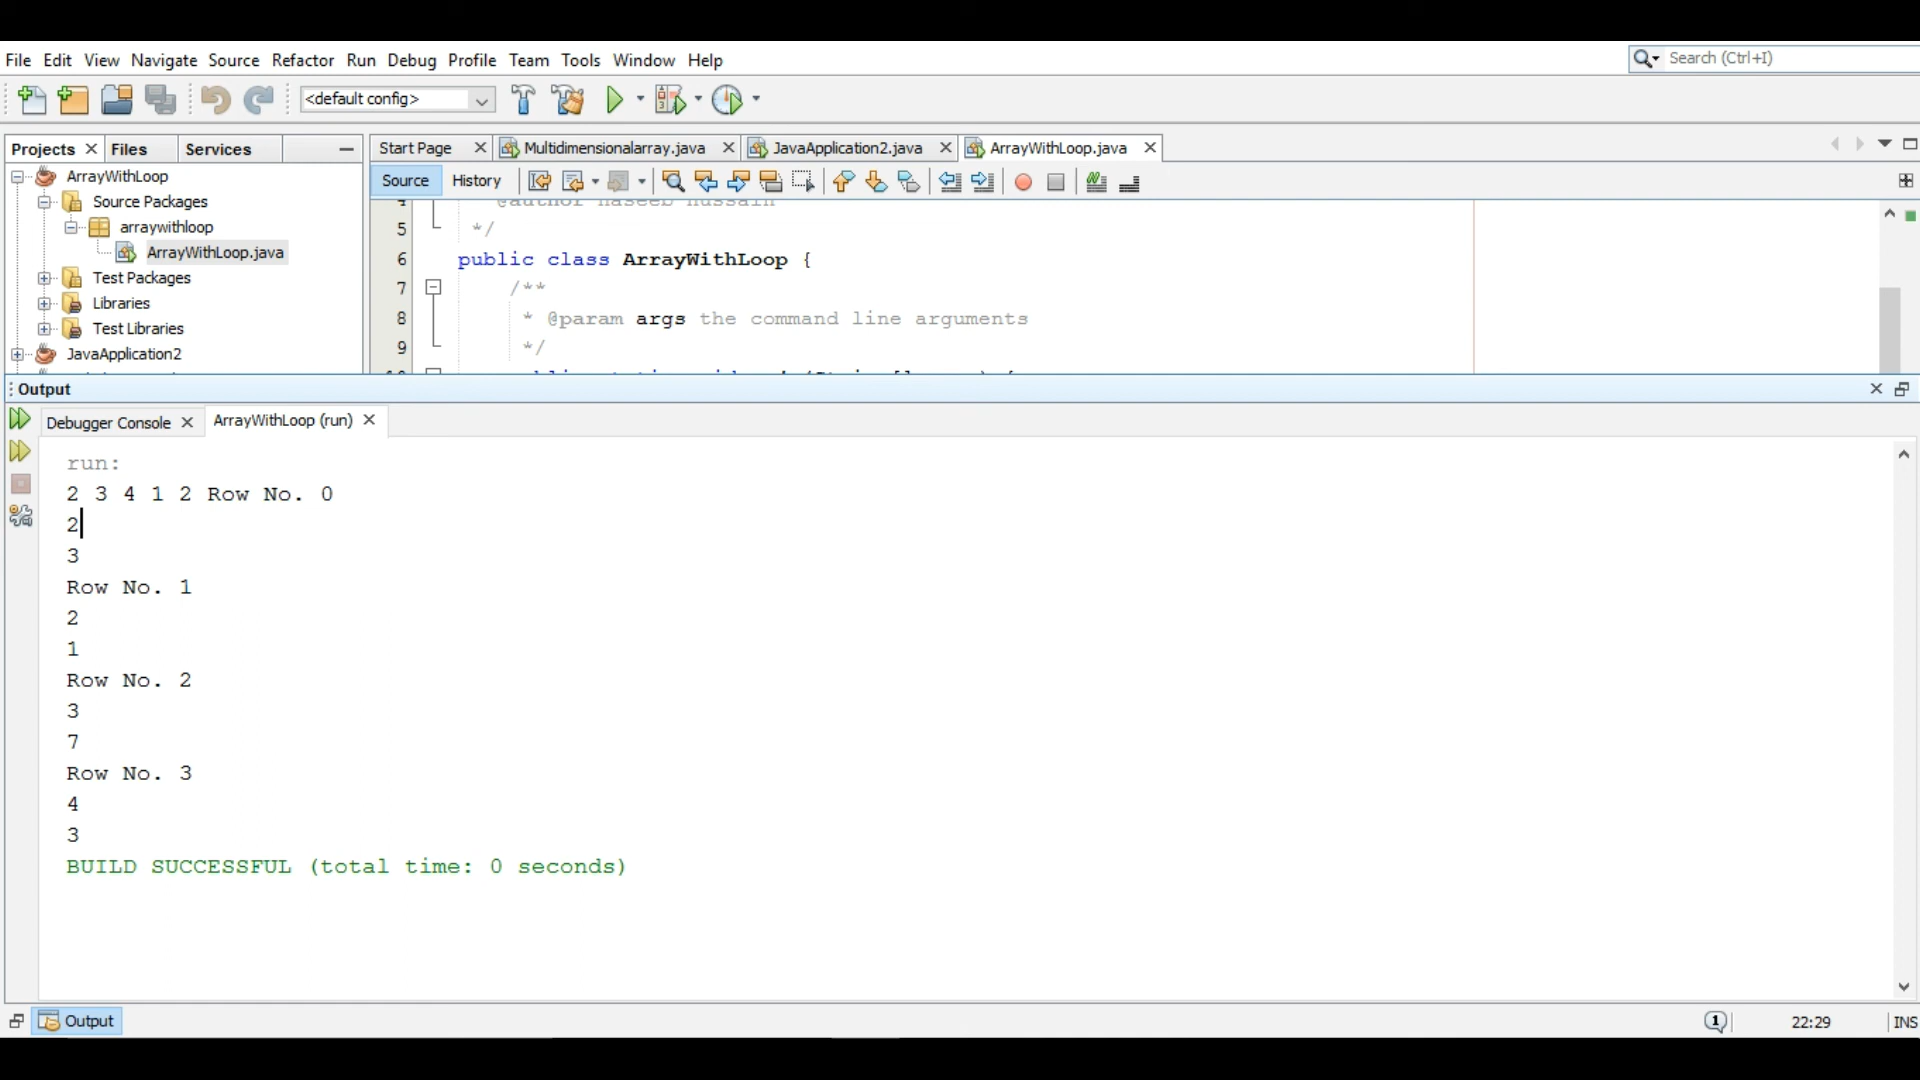 File Edit View Navigate Source Refactor Run Debug Profile Team Tools Window Help
Search (Ctrl+I)
<default config>
Projects Files Services
Start Page Multidimensionalarray.java JavaApplication2.java ArrayWithLoop.java
ArrayWithLoop
Source Packages
arraywithloop
ArrayWithLoop.java
Test Packages
Libraries
Test Libraries
JavaApplication2
Source History
5 */
6 public class ArrayWithLoop {
7 /**
8 * @param args the command line arguments
9 */
Output
Debugger Console ArrayWithLoop (run)
run:
2 3 4 1 2 Row No. 0
2
3
Row No. 1
2
1
Row No. 2
3
7
Row No. 3
4
3
BUILD SUCCESSFUL (total time: 0 seconds)
Output
1 22:29 INS